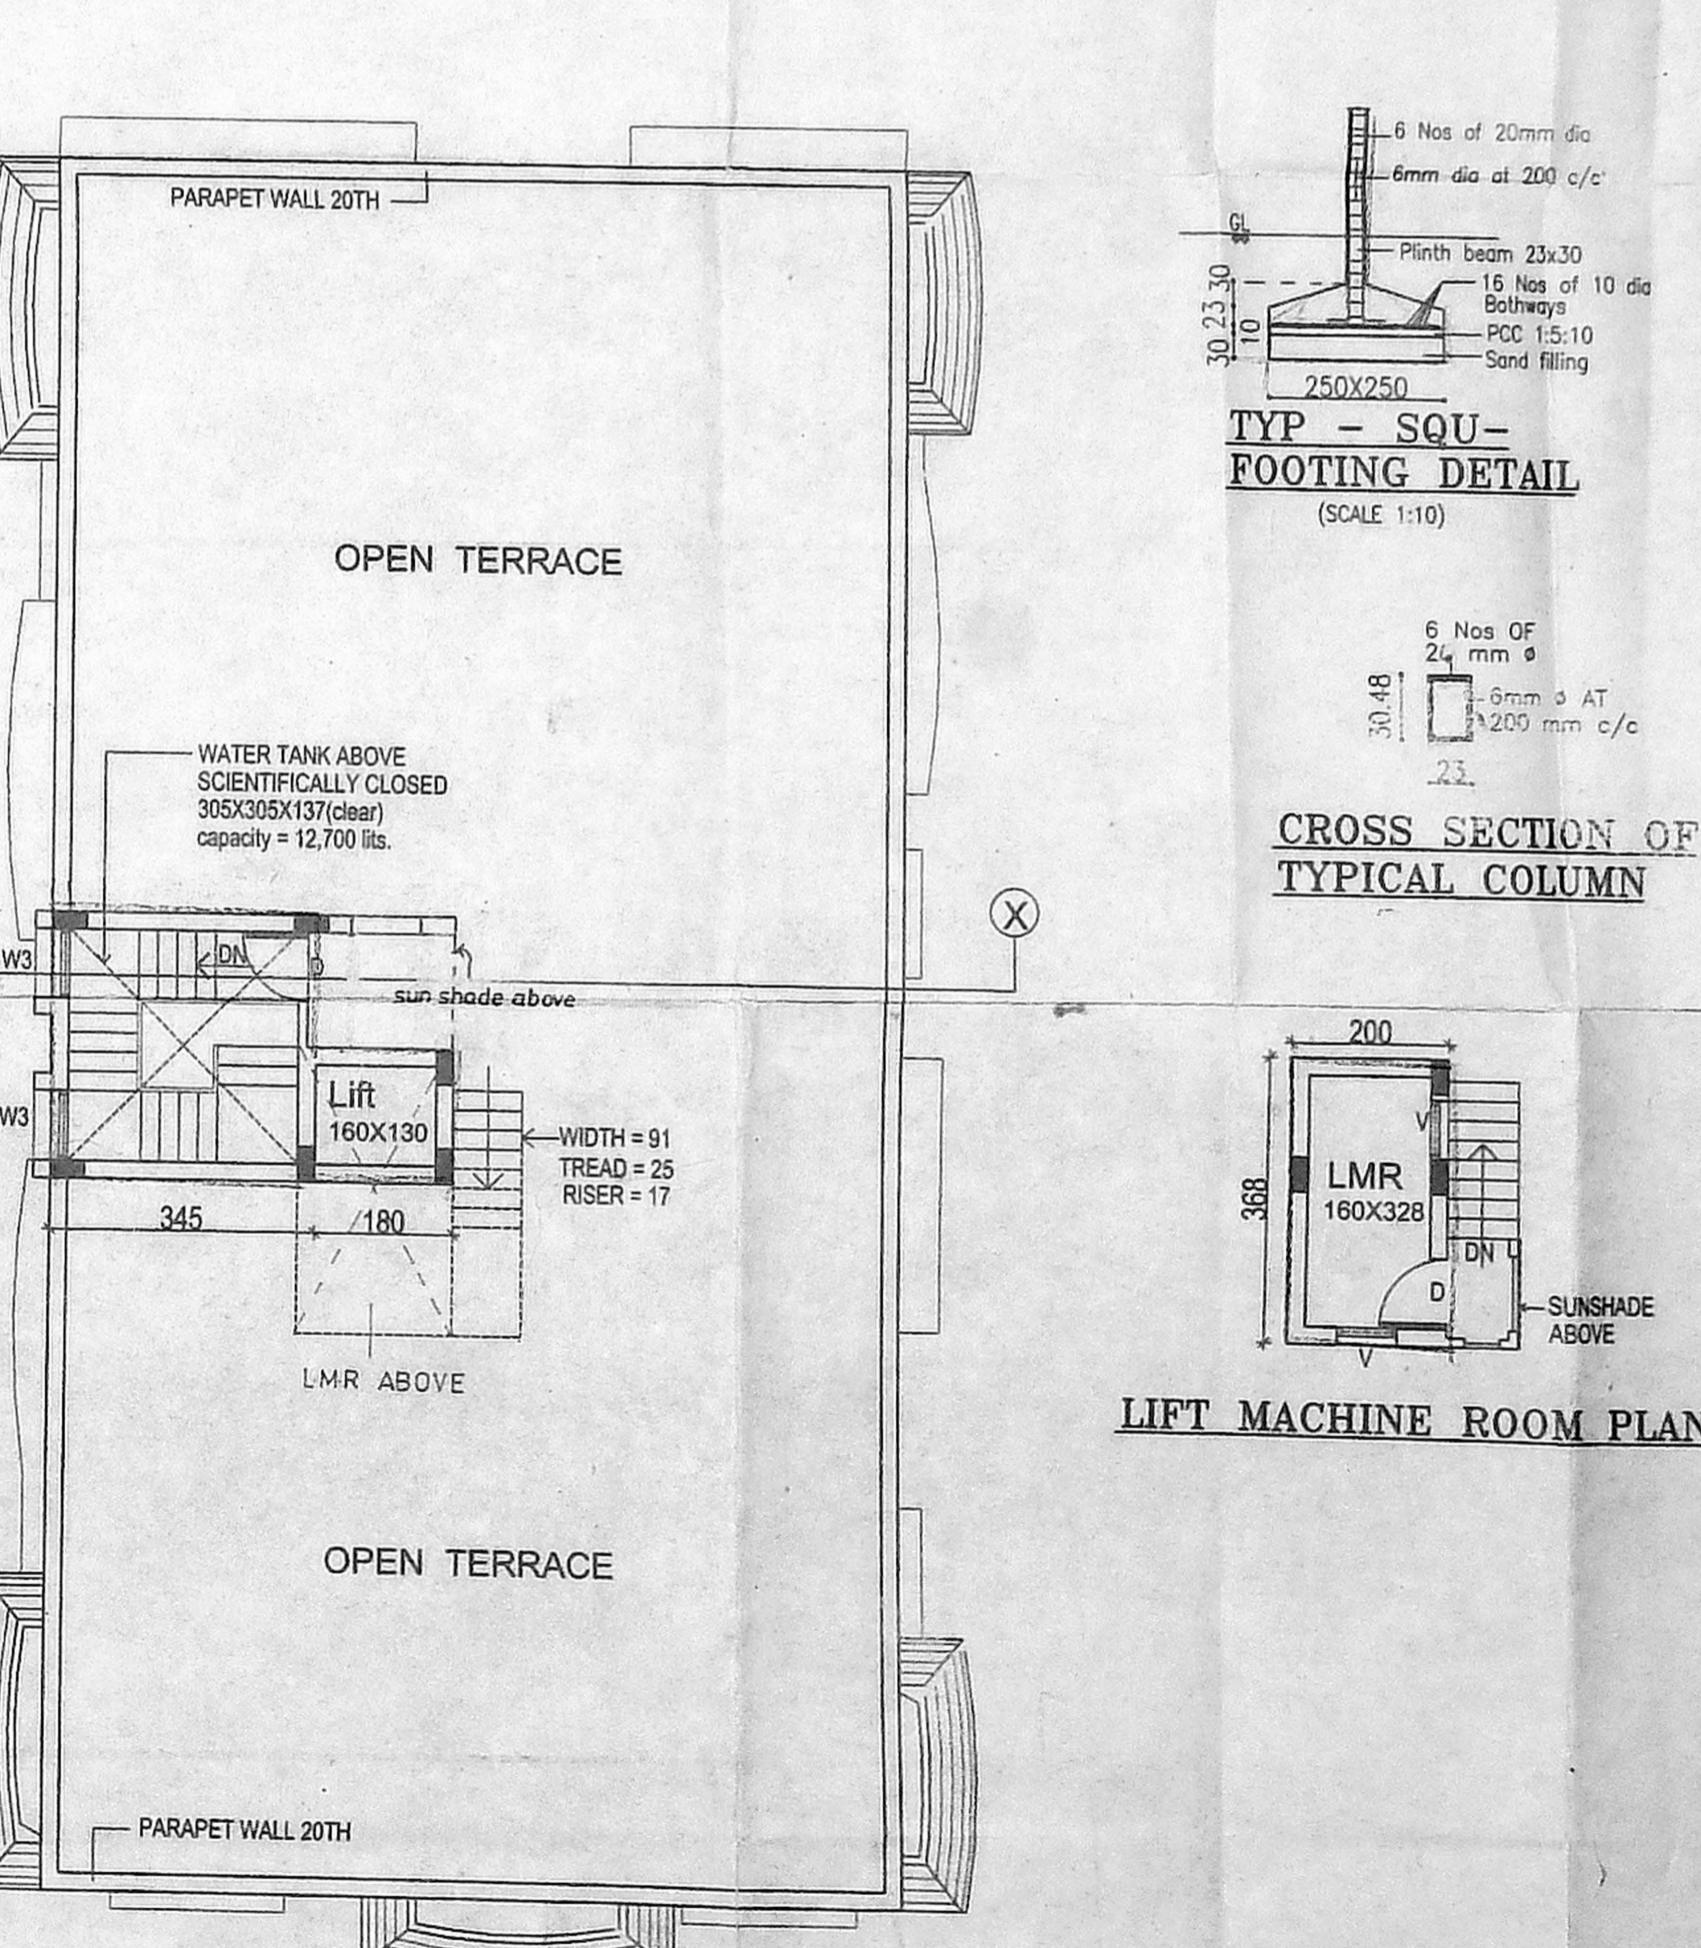 PARAPET WALL 20TH
OPEN TERRACE
WATER TANK ABOVE
SCIENTIFICALLY CLOSED
305X305X137(clear)
capacity = 12,700 lits.
W3
DN
D
sun shade above
W3
Lift
160X130
WIDTH = 91
TREAD = 25
RISER = 17
345
180
LMR ABOVE
OPEN TERRACE
PARAPET WALL 20TH
X
6 Nos of 20mm dia
6mm dia at 200 c/c
GL
Plinth beam 23x30
16 Nos of 10 dia
Bothways
PCC 1:5:10
Sand filling
30
23
10
30
250X250
TYP - SQU-
FOOTING DETAIL
(SCALE 1:10)
6 Nos OF
mm ø
6mm ø AT
200 mm c/c
30.48
23
CROSS SECTION OF
TYPICAL COLUMN
200
368
V
LMR
160X328
DN
D
V
SUNSHADE
ABOVE
LIFT MACHINE ROOM PLAN